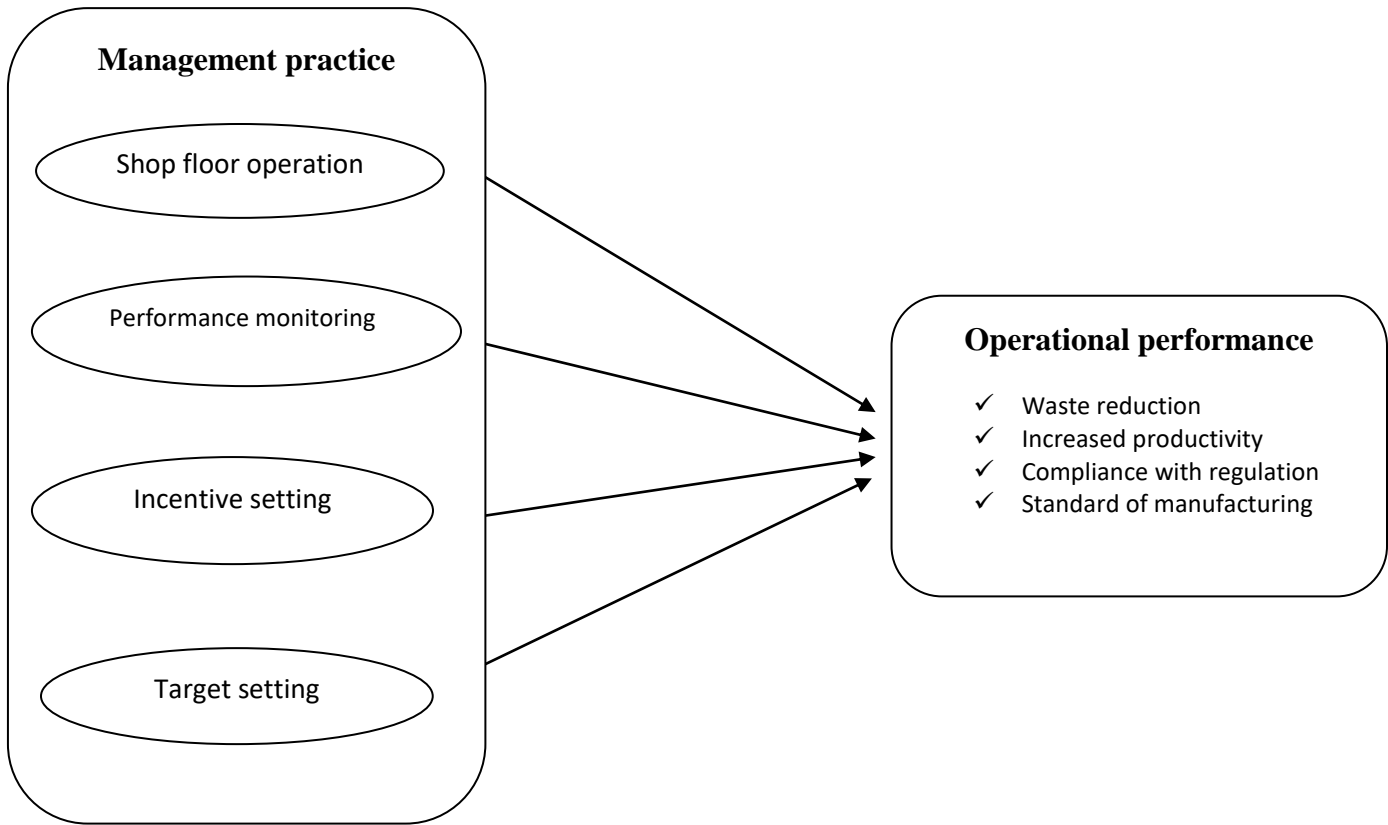 Management practice
Shop floor operation
Performance monitoring
Incentive setting
Target setting
Operational performance
✓ Waste reduction
✓ Increased productivity
✓ Compliance with regulation
✓ Standard of manufacturing